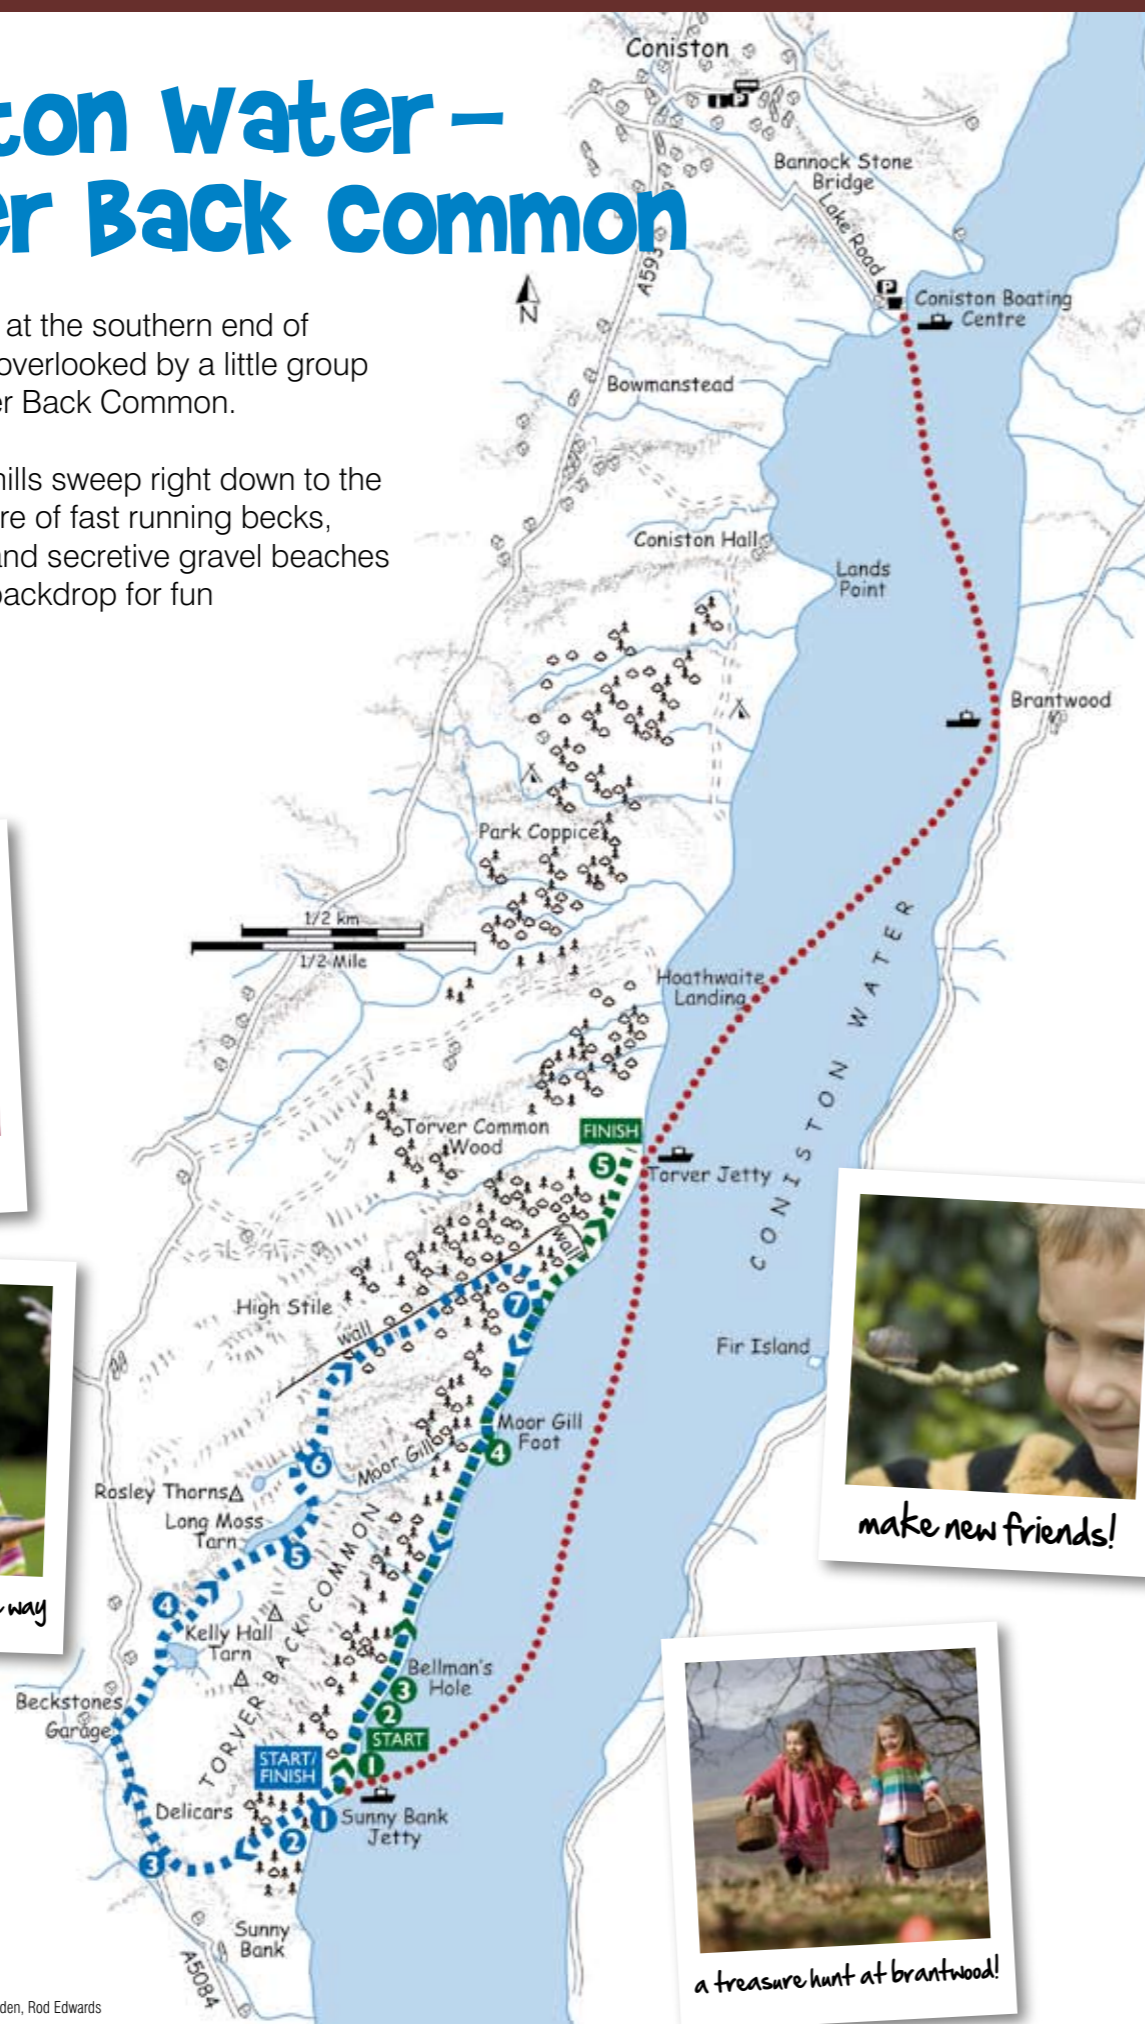 ton Water –
er Back Common
at the southern end of
overlooked by a little group
er Back Common.
hills sweep right down to the
re of fast running becks,
and secretive gravel beaches
backdrop for fun
Coniston
i P
Bannock Stone
Bridge
Lake Road
A593
N
P
Coniston Boating
Centre
Bowmanstead
Coniston Hall
Lands
Point
Brantwood
Park Coppice
1/2 km
1/2 Mile
Hoathwaite
Landing
CONISTON WATER
Torver Common
Wood
FINISH
5
Torver Jetty
wall
High Stile
wall
7
Fir Island
Moor Gill
Foot
4
6
Moor Gill
Rosley Thorns
Long Moss
Tarn
5
4
TORVER BACK COMMON
Kelly Hall
Tarn
Bellman's
Hole
3
2
Beckstones
Garage
START
1
START/
FINISH
Delicars
1
Sunny Bank
Jetty
2
3
Sunny
Bank
A5084
way
make new friends!
a treasure hunt at brantwood!
den, Rod Edwards